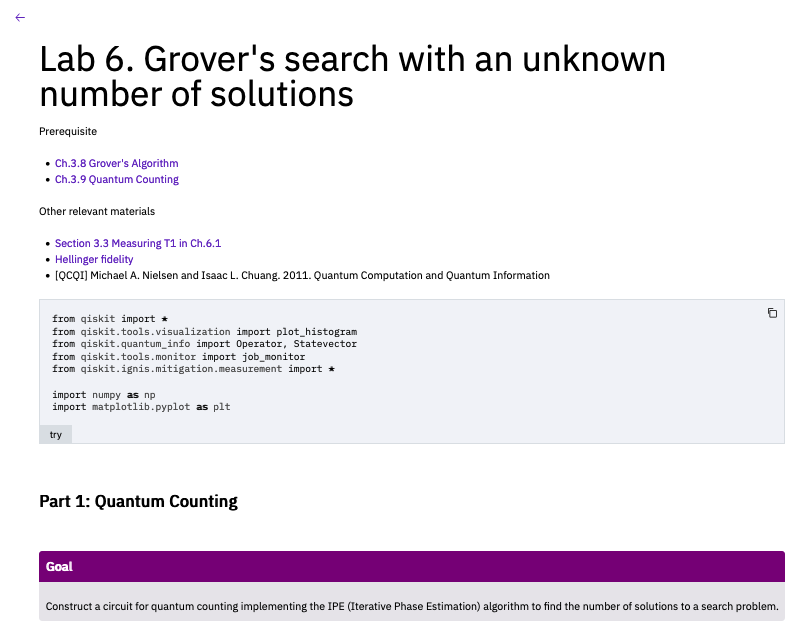 Lab 6. Grover's search with an unknown
number of solutions
Prerequisite
Ch.3.8 Grover's Algorithm
Ch.3.9 Quantum Counting
Other relevant materials
Section 3.3 Measuring T1 in Ch.6.1
Hellinger fidelity
[QCQI] Michael A. Nielsen and Isaac L. Chuang. 2011. Quantum Computation and Quantum Information
from qiskit import *
from qiskit.tools.visualization import plot_histogram
from qiskit.quantum_info import Operator, Statevector
from qiskit.tools.monitor import job_monitor
from qiskit.ignis.mitigation.measurement import *
import numpy as np
import matplotlib.pyplot as plt
try
Part 1: Quantum Counting
Goal
Construct a circuit for quantum counting implementing the IPE (Iterative Phase Estimation) algorithm to find the number of solutions to a search problem.